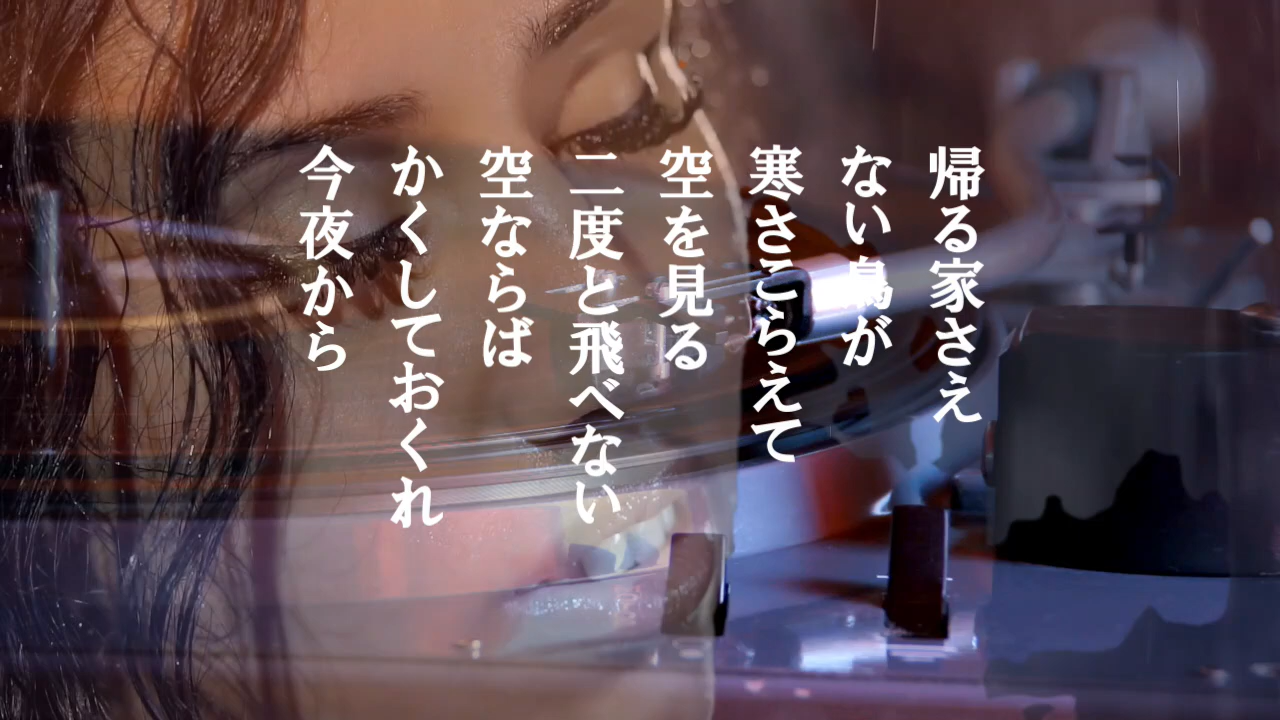 帰る家さえ
ない鳥が
寒さこらえて
空を見る
二度と飛べない
空ならば
かくしておくれ
今夜から